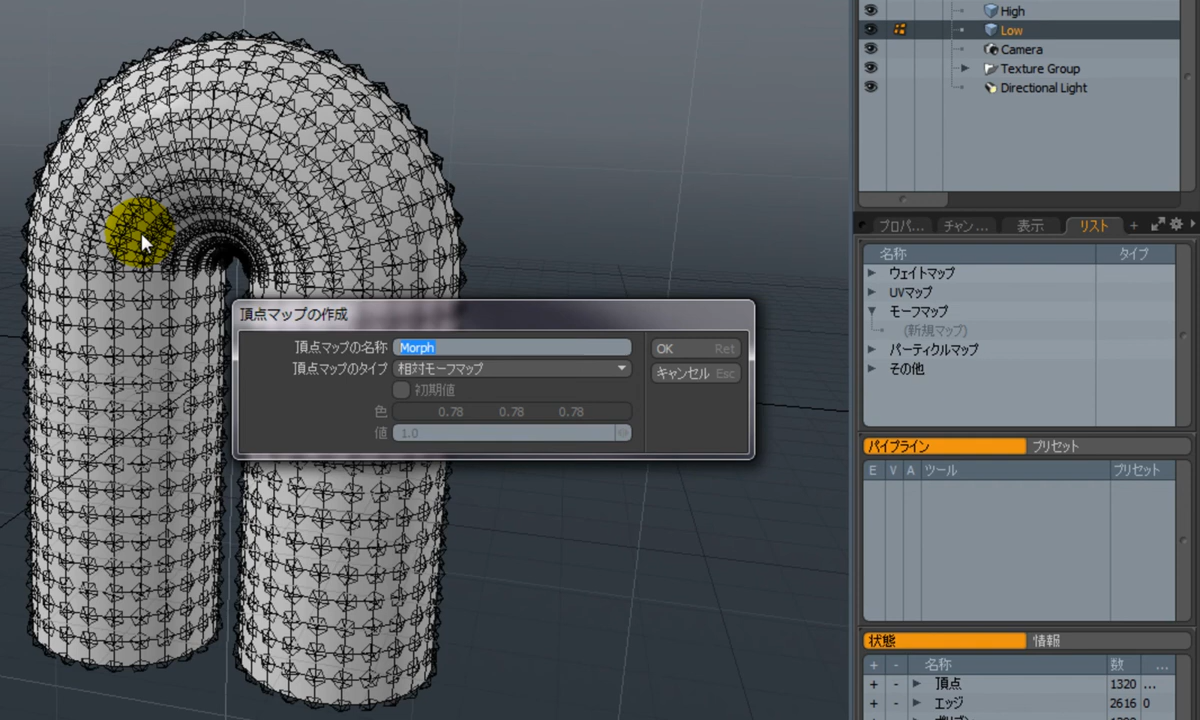 High
Low
Camera
Texture Group
Directional Light
プロパ... チャン... 表示 リスト +
名称 タイプ
ウェイトマップ
UVマップ
モーフマップ
(新規マップ)
パーティクルマップ
その他
頂点マップの作成
頂点マップの名称 Morph OK Ret
頂点マップのタイプ 相対モーフマップ キャンセル Esc
初期値
色 0.78 0.78 0.78
値 1.0
パイプライン プリセット
E V A ツール プリセット
状態 情報
+ - 名称 数 ...
+ - 頂点 1320 ...
+ - エッジ 2616 0